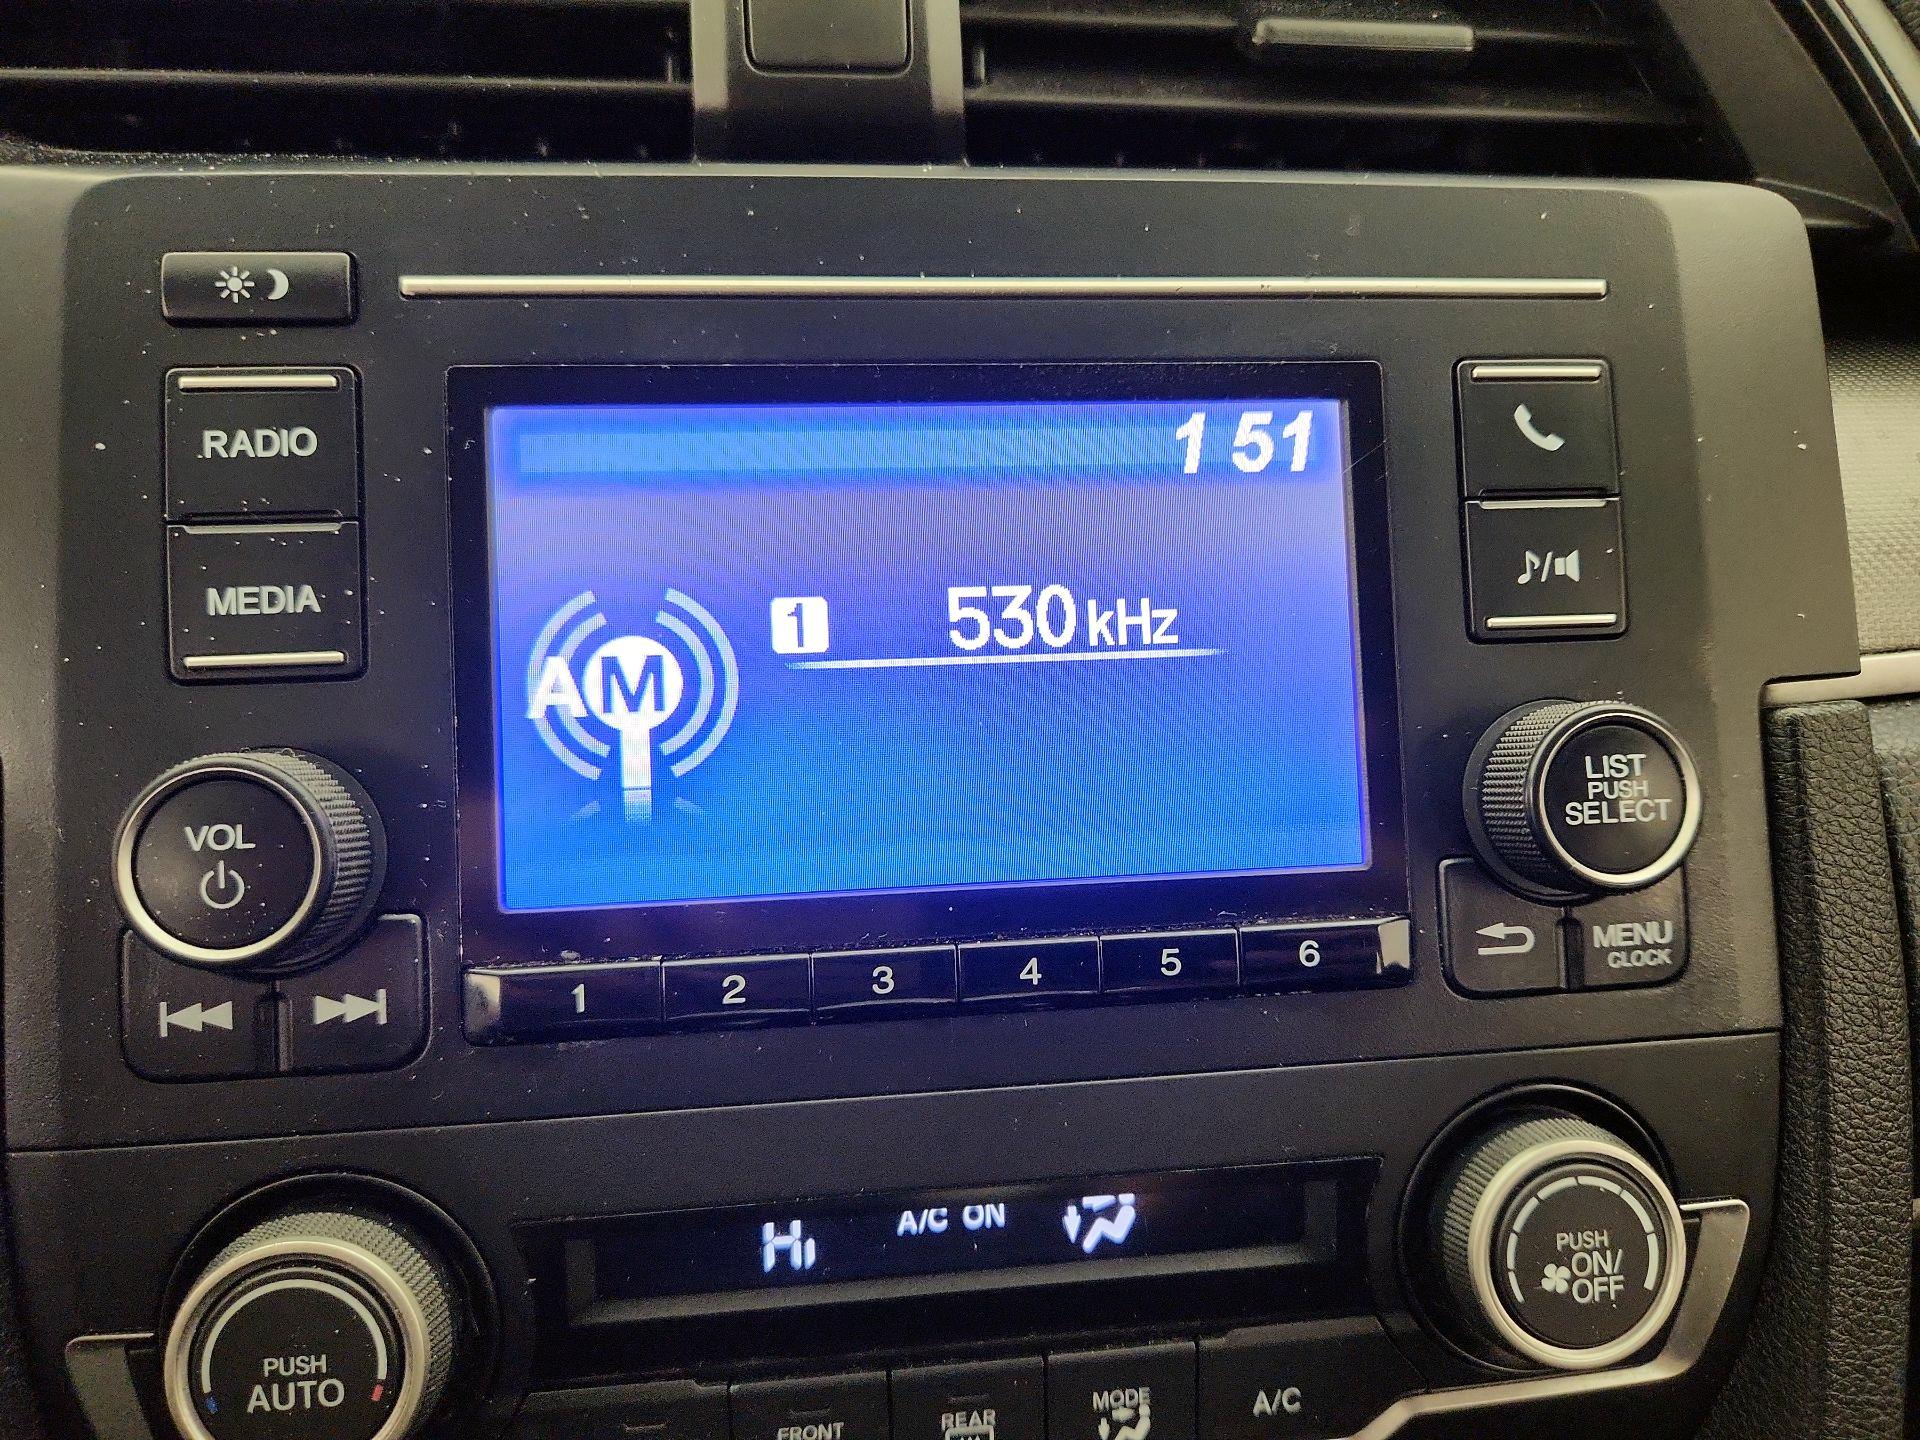 1 51
RADIO
MEDIA
AM
1 530 kHz
VOL
LIST
PUSH
SELECT
MENU
CLOCK
1 2 3 4 5 6
Hi A/C ON
PUSH
AUTO
PUSH
ON/
OFF
FRONT
REAR
MODE
A/C